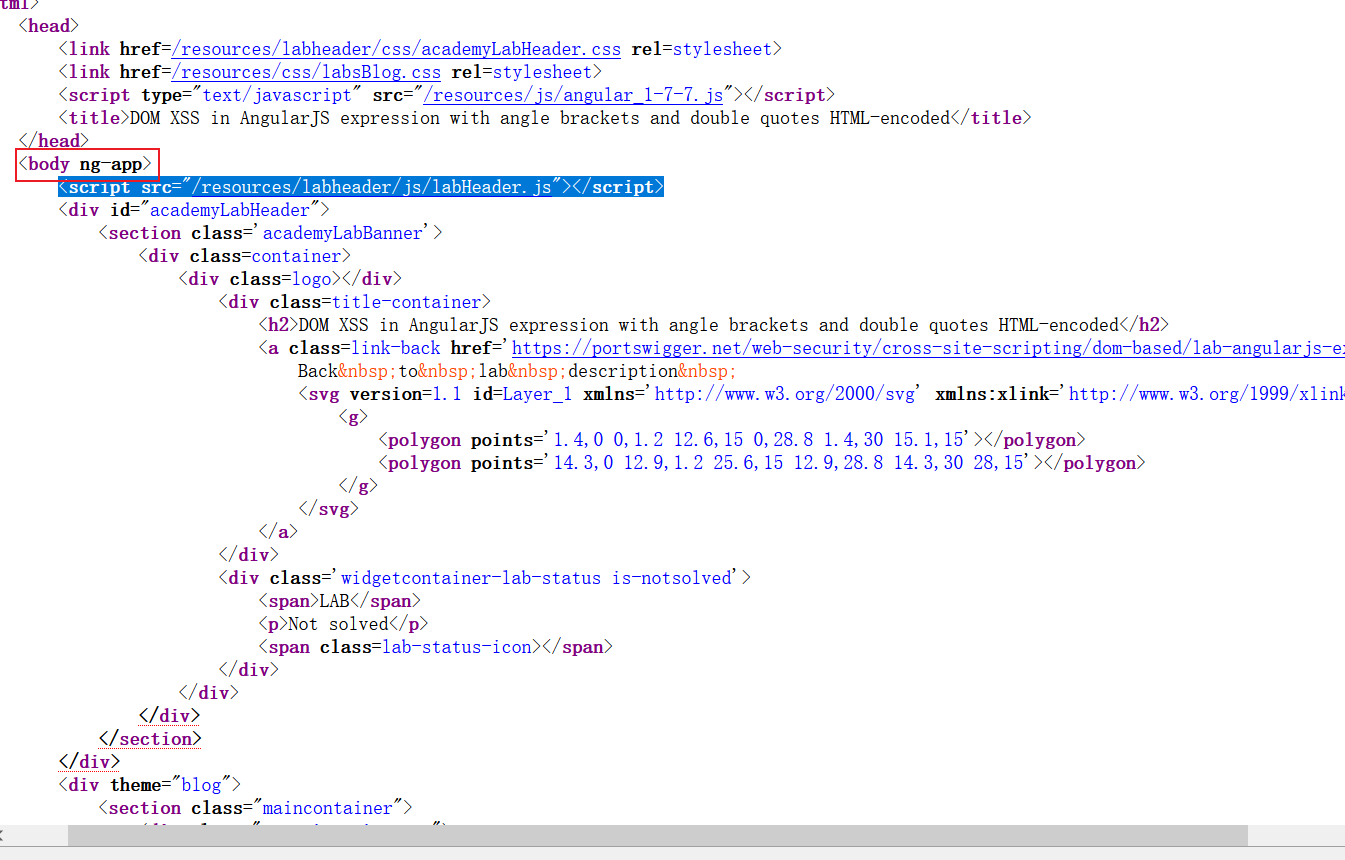 tml>
<head>
<link href=/resources/labheader/css/academyLabHeader.css rel=stylesheet>
<link href=/resources/css/labsBlog.css rel=stylesheet>
<script type="text/javascript" src="/resources/js/angular_1-7-7.js"></script>
<title>DOM XSS in AngularJS expression with angle brackets and double quotes HTML-encoded</title>
</head>
<body ng-app>
<script src="/resources/labheader/js/labHeader.js"></script>
<div id="academyLabHeader">
<section class='academyLabBanner'>
<div class=container>
<div class=logo></div>
<div class=title-container>
<h2>DOM XSS in AngularJS expression with angle brackets and double quotes HTML-encoded</h2>
<a class=link-back href='https://portswigger.net/web-security/cross-site-scripting/dom-based/lab-angularjs-ex
Back&nbsp;to&nbsp;lab&nbsp;description&nbsp;
<svg version=1.1 id=Layer_1 xmlns='http://www.w3.org/2000/svg' xmlns:xlink='http://www.w3.org/1999/xlink
<g>
<polygon points='1.4,0 0,1.2 12.6,15 0,28.8 1.4,30 15.1,15'></polygon>
<polygon points='14.3,0 12.9,1.2 25.6,15 12.9,28.8 14.3,30 28,15'></polygon>
</g>
</svg>
</a>
</div>
<div class='widgetcontainer-lab-status is-notsolved'>
<span>LAB</span>
<p>Not solved</p>
<span class=lab-status-icon></span>
</div>
</div>
</div>
</section>
</div>
<div theme="blog">
<section class="maincontainer">